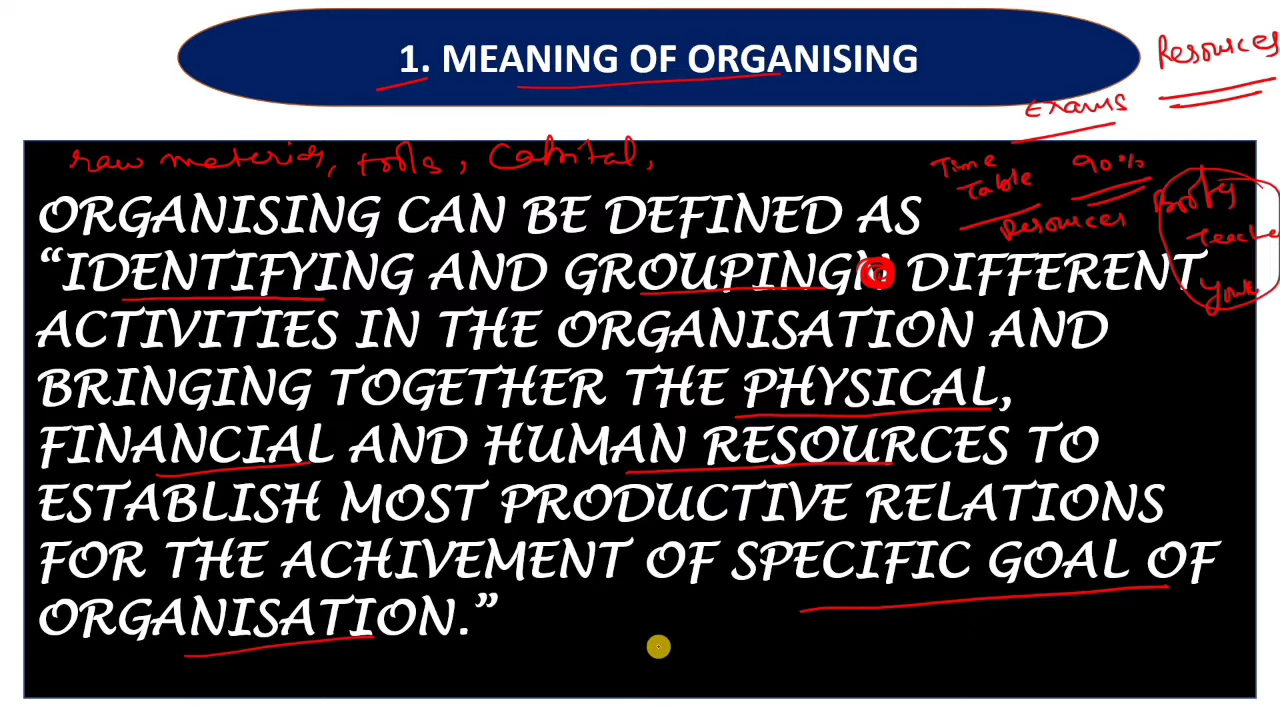 1. MEANING OF ORGANISING
Resources
Exams
raw materials, tools, Capital,
Time
Table
90%
Resources
Teache
ORGANISING CAN BE DEFINED AS
“IDENTIFYING AND GROUPING DIFFERENT
ACTIVITIES IN THE ORGANISATION AND
BRINGING TOGETHER THE PHYSICAL,
FINANCIAL AND HUMAN RESOURCES TO
ESTABLISH MOST PRODUCTIVE RELATIONS
FOR THE ACHIVEMENT OF SPECIFIC GOAL OF
ORGANISATION.”